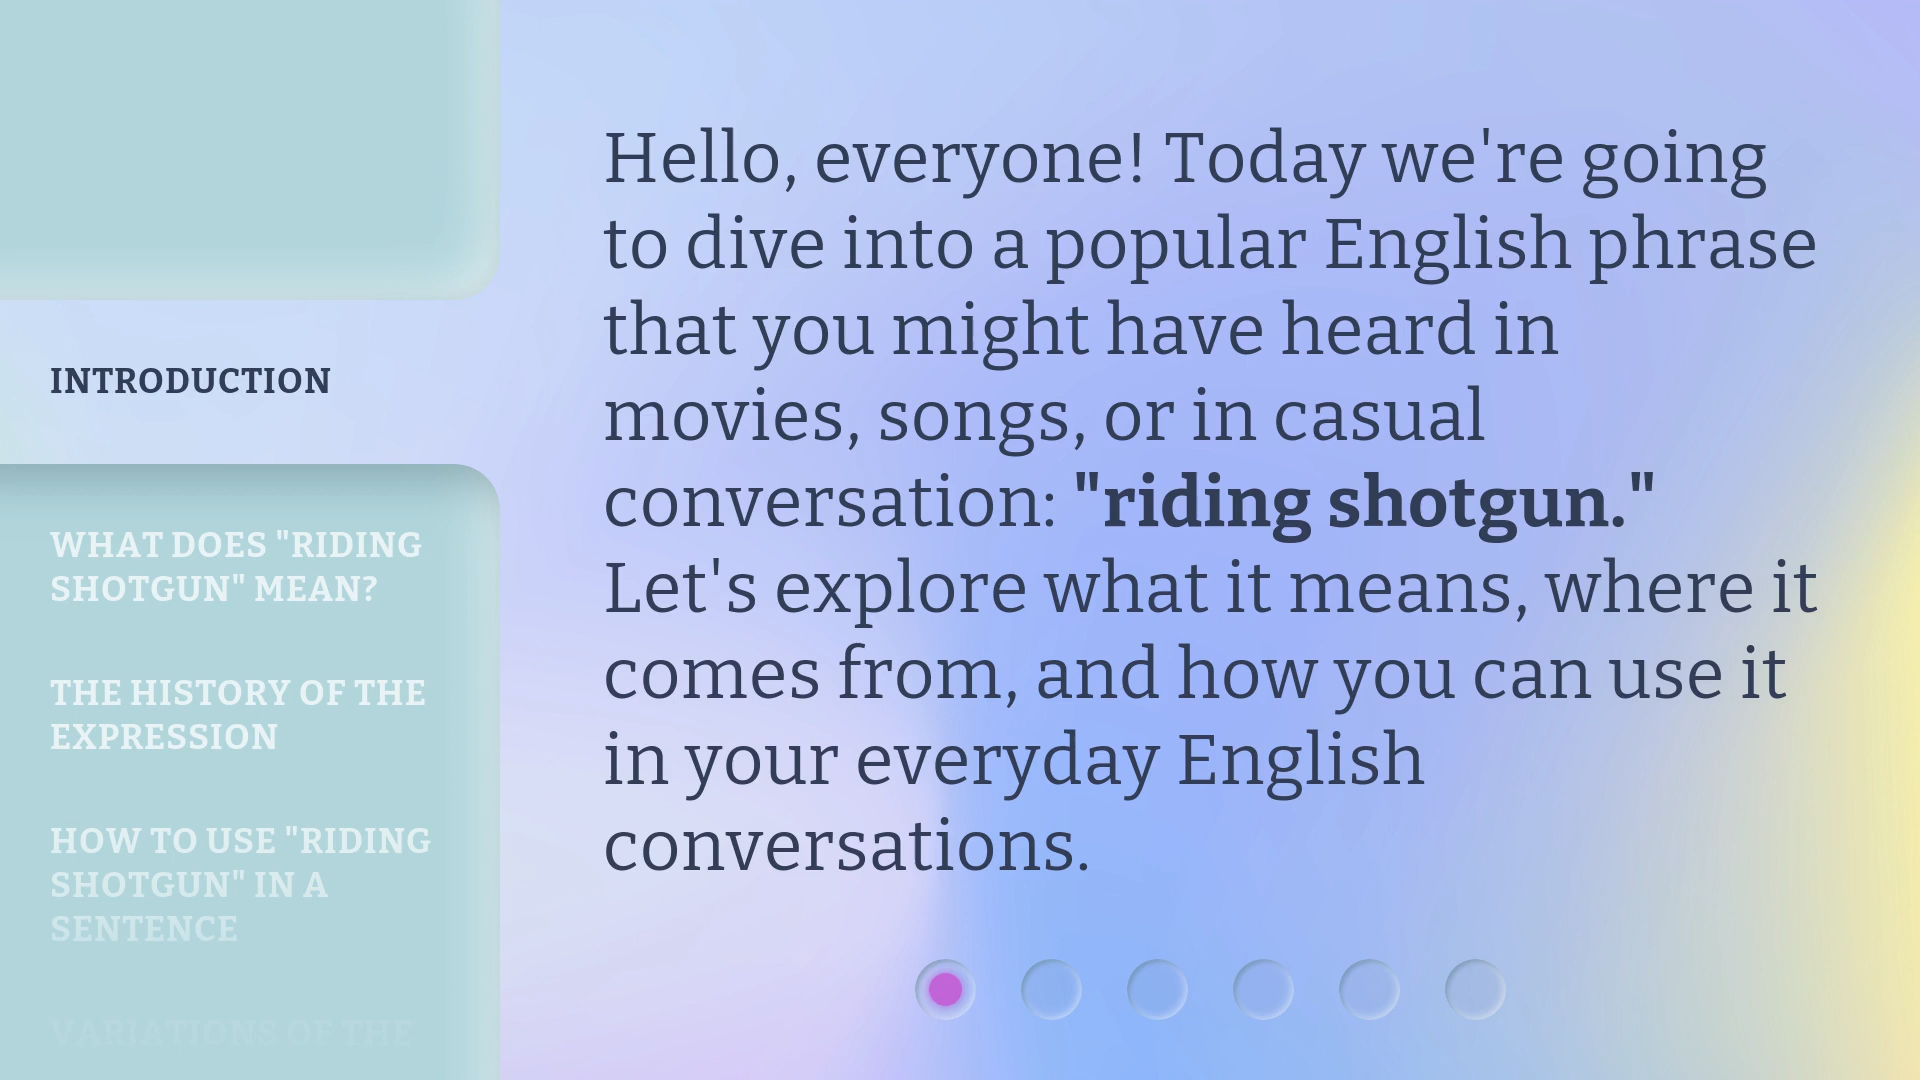 INTRODUCTION
WHAT DOES "RIDING
SHOTGUN" MEAN?
THE HISTORY OF THE
EXPRESSION
HOW TO USE "RIDING
SHOTGUN" IN A
SENTENCE
VARIATIONS OF THE
Hello, everyone! Today we're going
to dive into a popular English phrase
that you might have heard in
movies, songs, or in casual
conversation: "riding shotgun."
Let's explore what it means, where it
comes from, and how you can use it
in your everyday English
conversations.